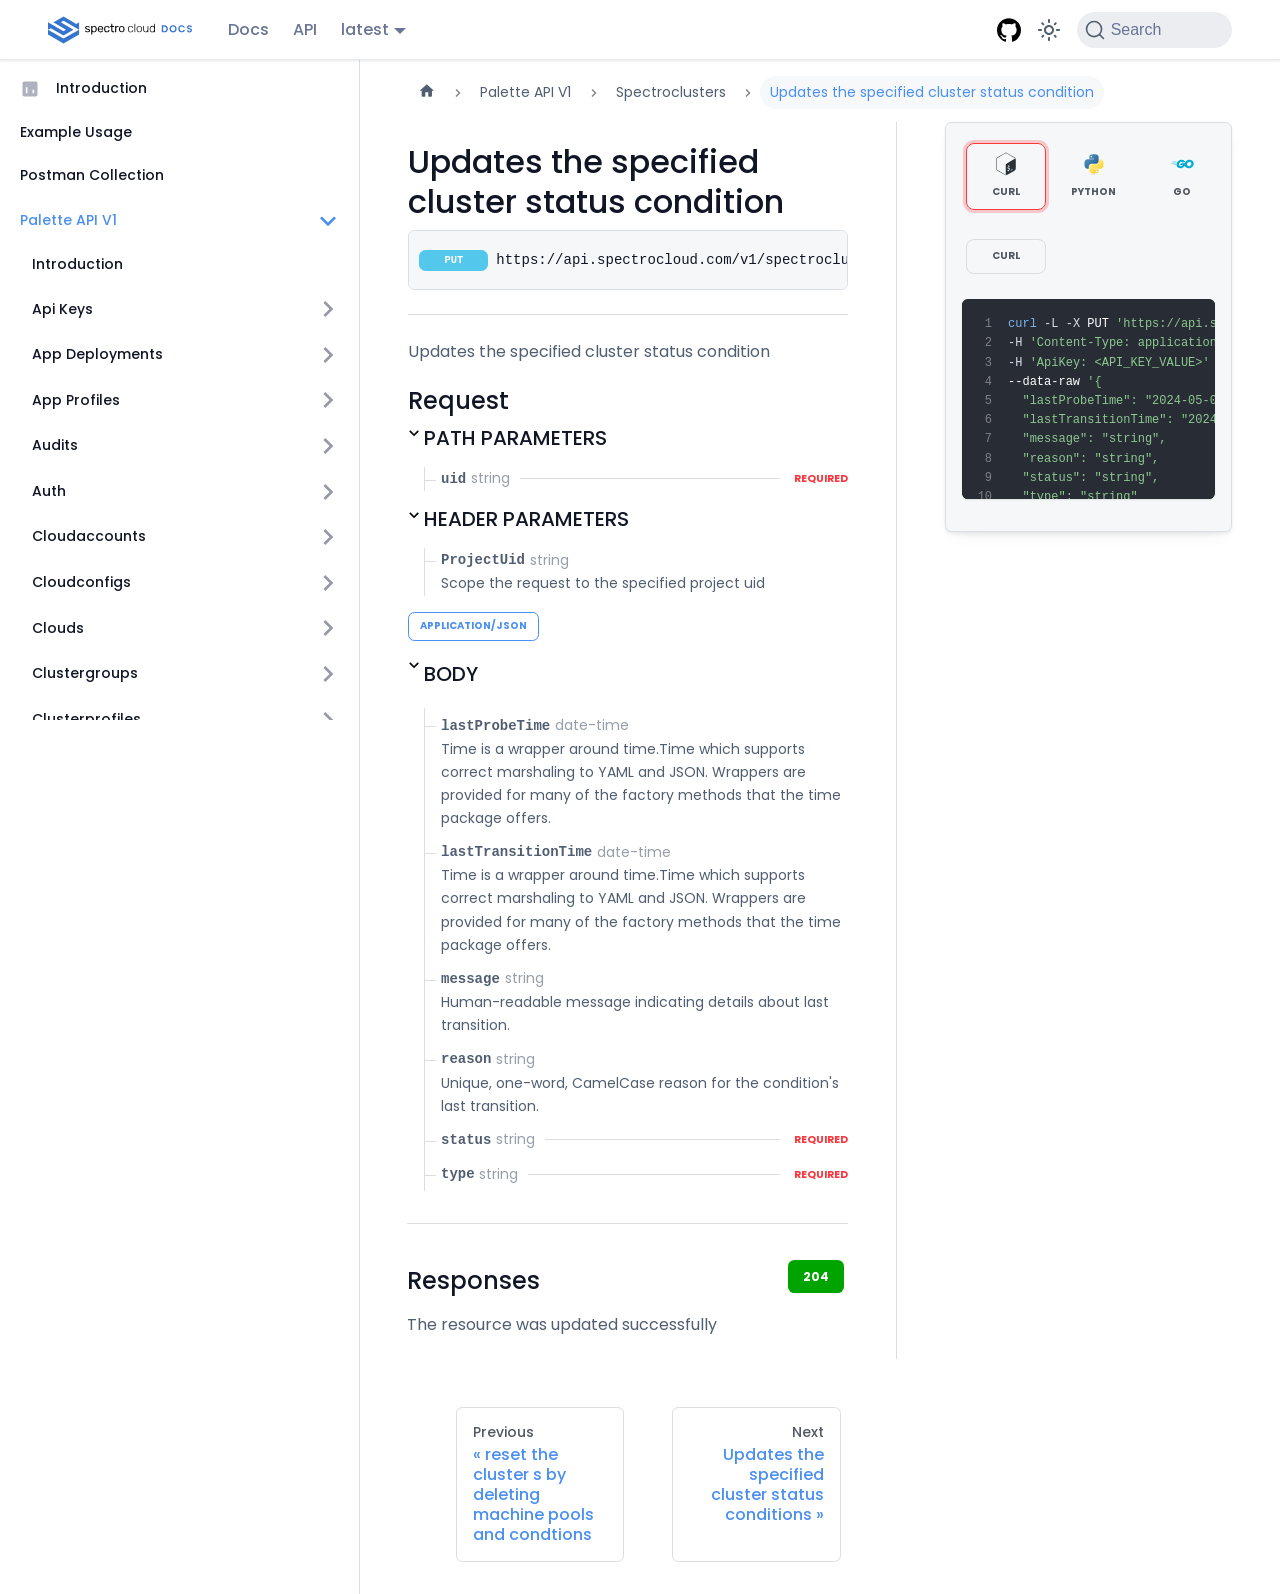 spectro cloud DOCS
Docs
API
latest
Search
Introduction
Example Usage
Postman Collection
Palette API V1
Introduction
Api Keys
App Deployments
App Profiles
Audits
Auth
Cloudaccounts
Cloudconfigs
Clouds
Clustergroups
Clusterprofiles
Palette API V1
Spectroclusters
Updates the specified cluster status condition
Updates the specified
cluster status condition
PUT https://api.spectrocloud.com/v1/spectroclu
Updates the specified cluster status condition
Request
PATH PARAMETERS
uid string REQUIRED
HEADER PARAMETERS
ProjectUid string
Scope the request to the specified project uid
APPLICATION/JSON
BODY
lastProbeTime date-time
Time is a wrapper around time.Time which supports
correct marshaling to YAML and JSON. Wrappers are
provided for many of the factory methods that the time
package offers.
lastTransitionTime date-time
Time is a wrapper around time.Time which supports
correct marshaling to YAML and JSON. Wrappers are
provided for many of the factory methods that the time
package offers.
message string
Human-readable message indicating details about last
transition.
reason string
Unique, one-word, CamelCase reason for the condition's
last transition.
status string REQUIRED
type string REQUIRED
Responses
204
The resource was updated successfully
Previous
« reset the
cluster s by
deleting
machine pools
and condtions
Next
Updates the
specified
cluster status
conditions »
CURL
PYTHON
GO
GO
CURL
1 curl -L -X PUT 'https://api.s
2 -H 'Content-Type: application
3 -H 'ApiKey: <API_KEY_VALUE>'
4 --data-raw '{
5 "lastProbeTime": "2024-05-0
6 "lastTransitionTime": "2024
7 "message": "string",
8 "reason": "string",
9 "status": "string",
10 "type": "string"